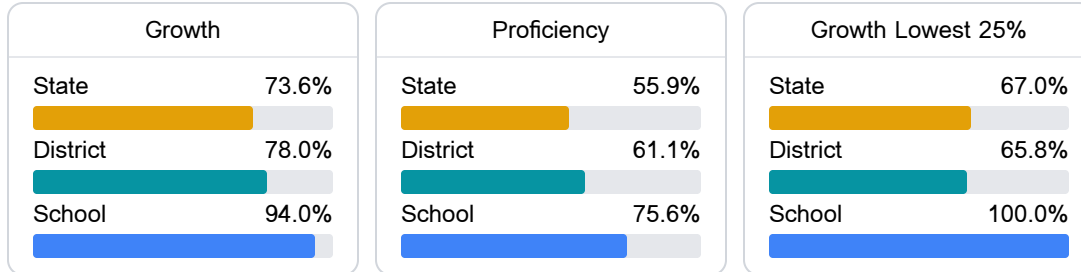 Growth
State 73.6%
District 78.0%
School 94.0%
Proficiency
State 55.9%
District 61.1%
School 75.6%
Growth Lowest 25%
State 67.0%
District 65.8%
School 100.0%